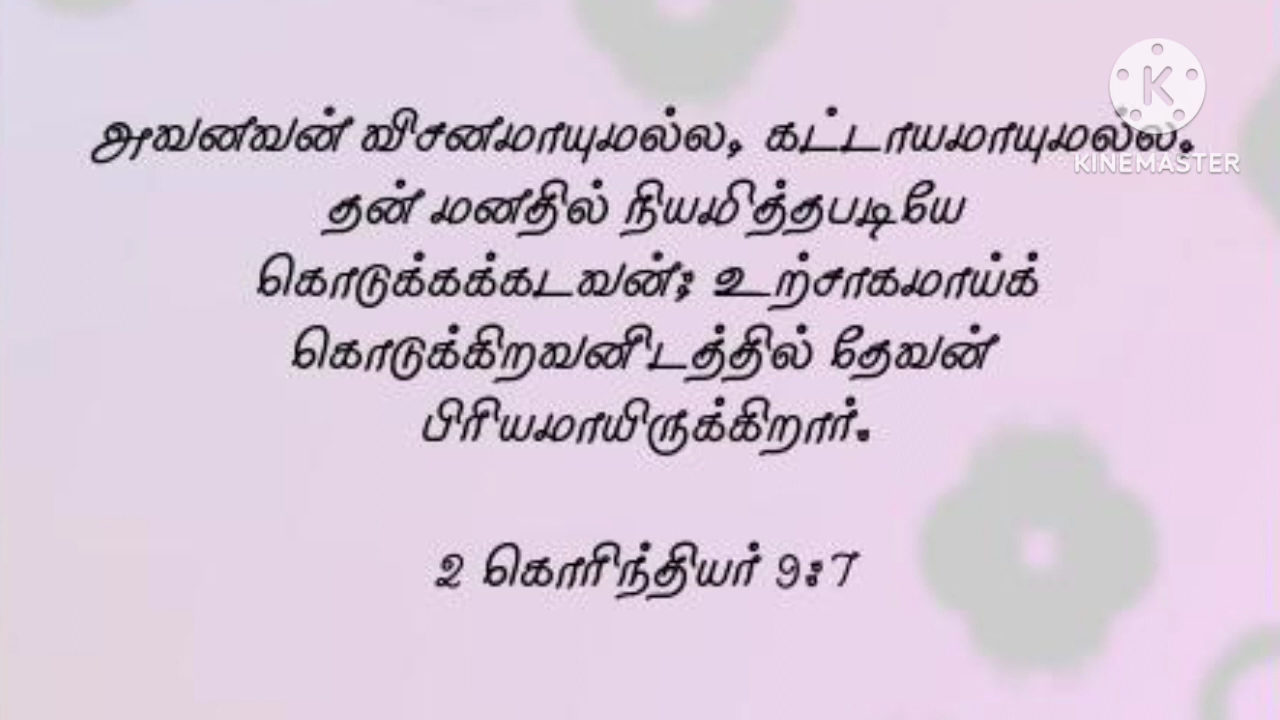 அவனவன் விசனமாயுமல்ல, கட்டாயமாயுமல்ல,
தன் மனதில் நியமித்தபடியே
கொடுக்கக்கடவன்; உற்சாகமாய்க்
கொடுக்கிறவனிடத்தில் தேவன்
பிரியமாயிருக்கிறார்.
2 கொரிந்தியர் 9:7
K
KINEMASTER